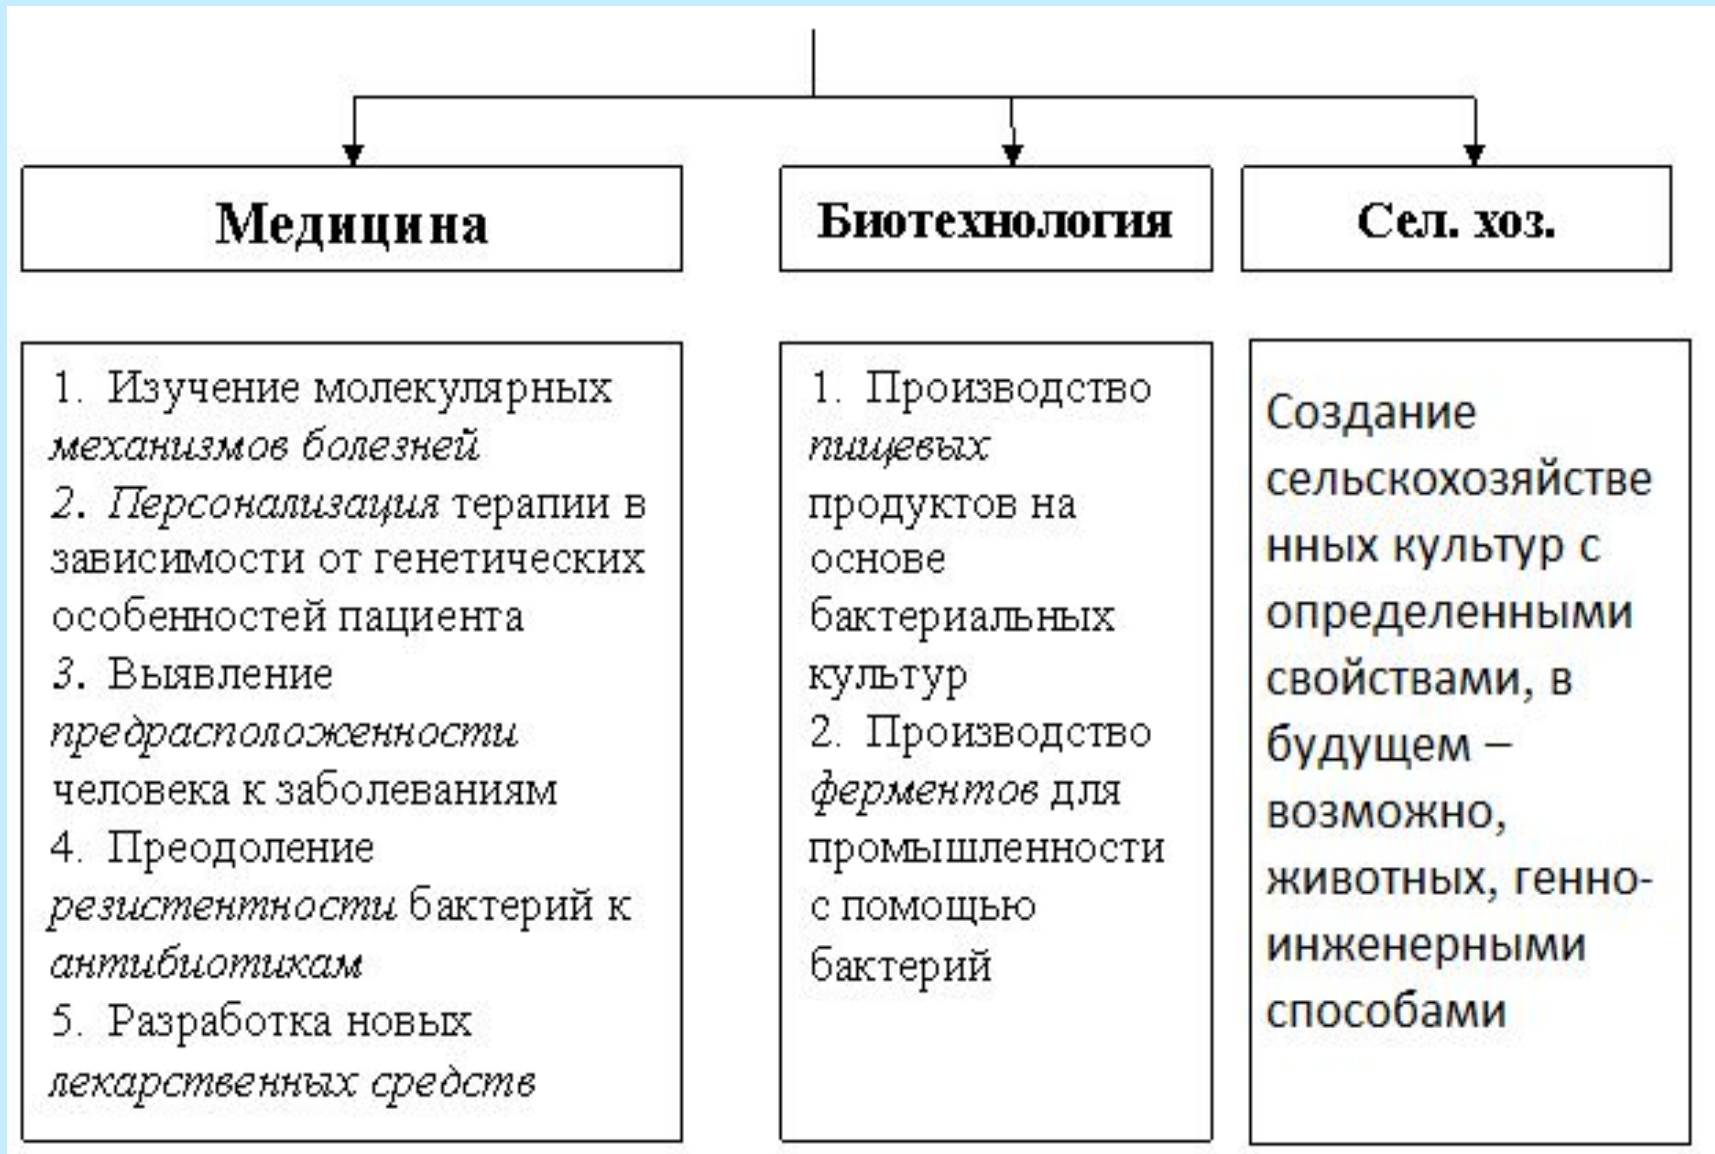 Медицина
Биотехнология
Сел. хоз.
1. Изучение молекулярных
механизмов болезней
2. Персонализация терапии в
зависимости от генетических
особенностей пациента
3. Выявление
предрасположенности
человека к заболеваниям
4. Преодоление
резистентности бактерий к
антибиотикам
5. Разработка новых
лекарственных средств
1. Производство
пищевых
продуктов на
основе
бактериальных
культур
2. Производство
ферментов для
промышленности
с помощью
бактерий
Создание
сельскохозяйстве
нных культур с
определенными
свойствами, в
будущем –
возможно,
животных, генно-
инженерными
способами